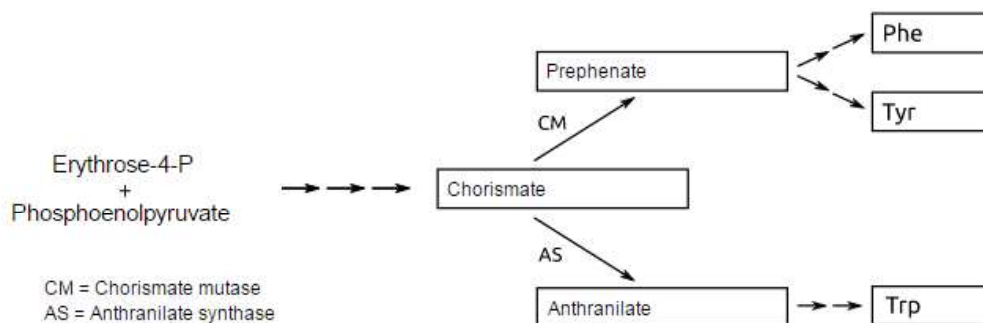 Phe
Prephenate
Tyr
CM
Erythrose-4-P
+
Phosphoenolpyruvate
Chorismate
AS
CM = Chorismate mutase
AS = Anthranilate synthase
Anthranilate
Trp